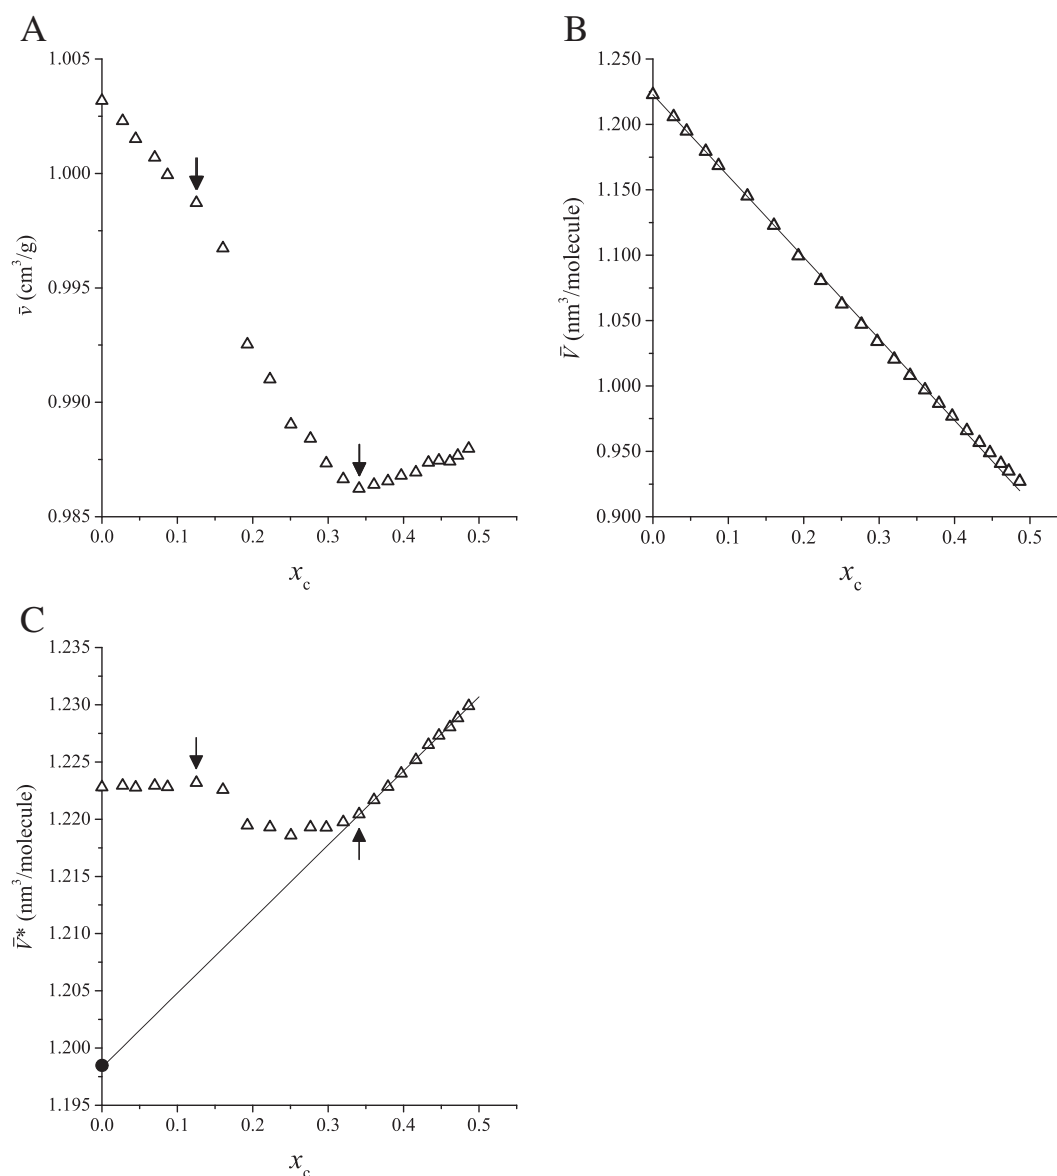 A
1.005
1.000
0.995
0.990
0.985
v̄ (cm³/g)
0.0 0.1 0.2 0.3 0.4 0.5
x_c
B
1.250
1.200
1.150
1.100
1.050
1.000
0.950
0.900
V̄ (nm³/molecule)
0.0 0.1 0.2 0.3 0.4 0.5
x_c
C
1.235
1.230
1.225
1.220
1.215
1.210
1.205
1.200
1.195
V̄* (nm³/molecule)
0.0 0.1 0.2 0.3 0.4 0.5
x_c